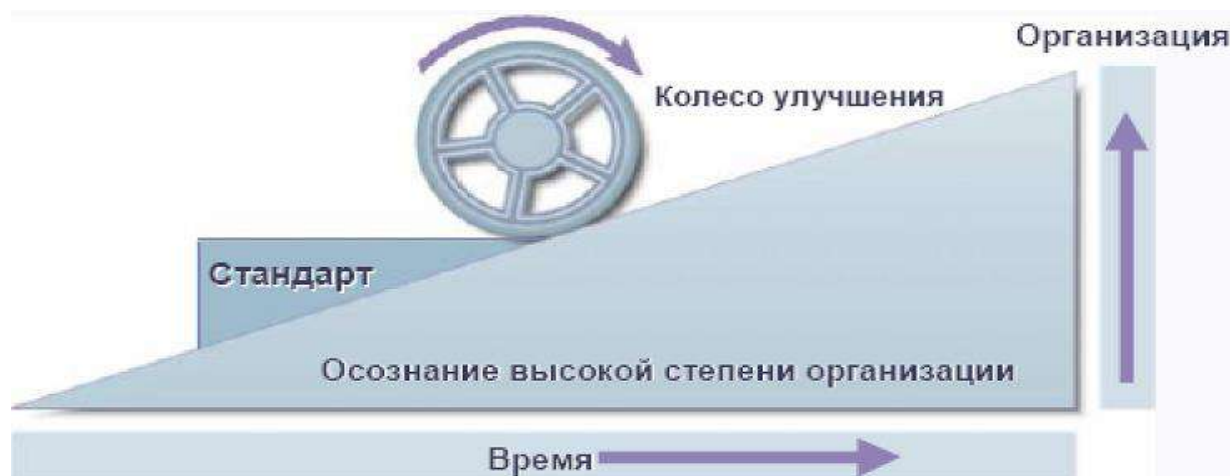 Организация
Колесо улучшения
Стандарт
Осознание высокой степени организации
Время